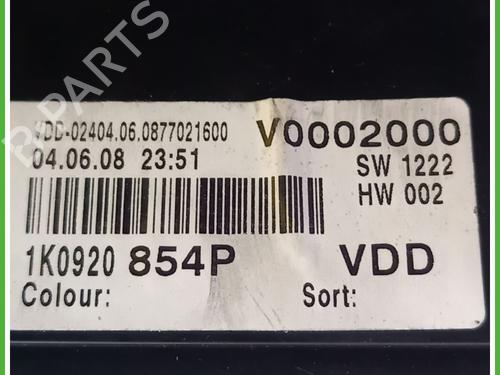 VDD-02404.06.0877021600 V0002000
04.06.08 23:51 SW 1222
HW 002
1K0920 854P VDD
Colour: Sort: